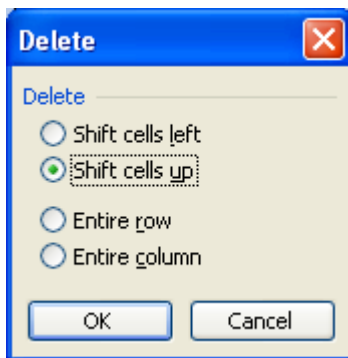 Delete
Delete
Shift cells left
Shift cells up
Entire row
Entire column
OK Cancel